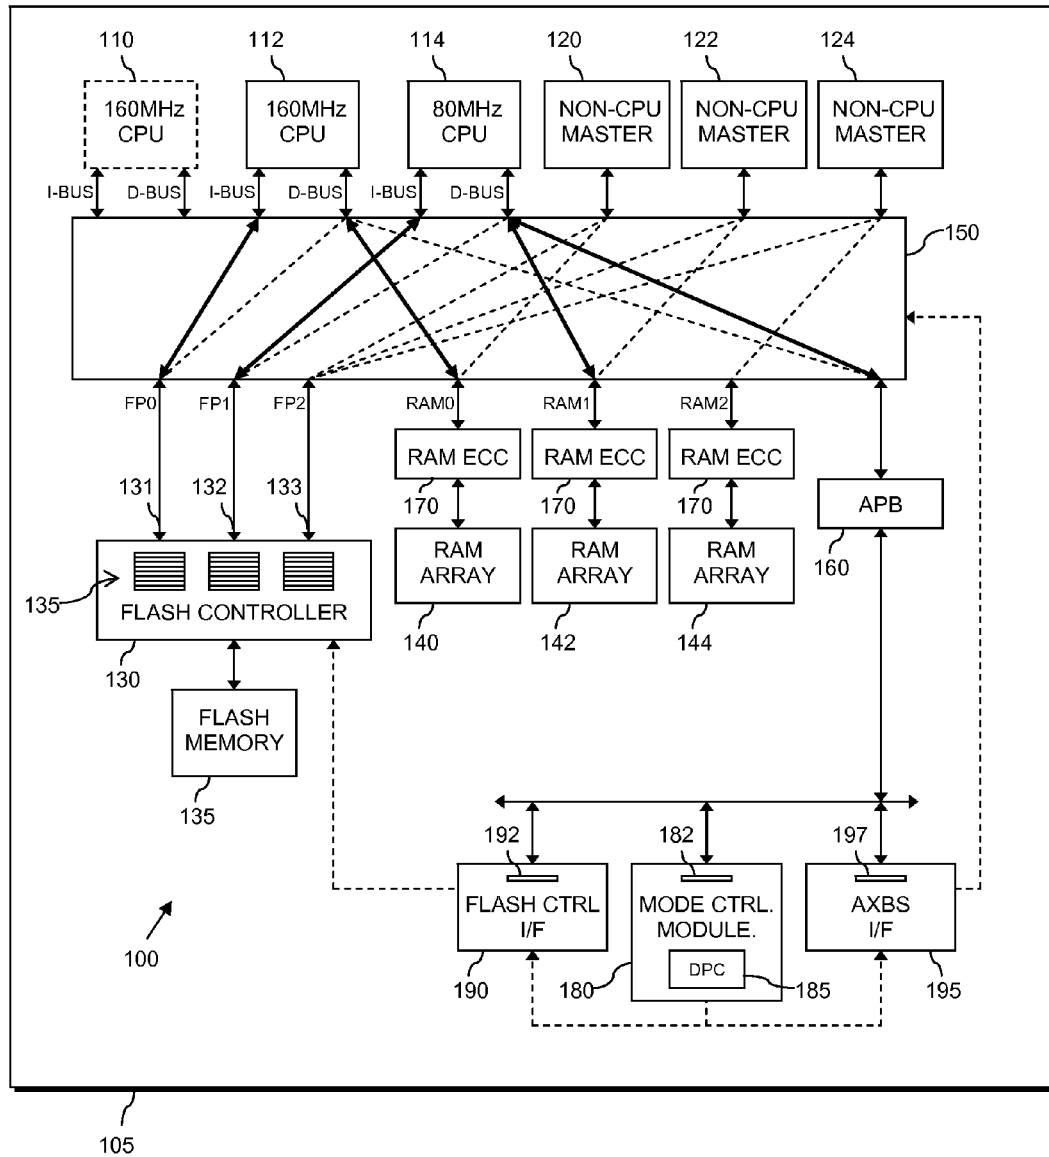 110
112
114
120
122
124
160MHz
CPU
160MHz
CPU
80MHz
CPU
NON-CPU
MASTER
NON-CPU
MASTER
NON-CPU
MASTER
I-BUS
D-BUS
I-BUS
D-BUS
I-BUS
D-BUS
150
FP0
FP1
FP2
RAM0
RAM1
RAM2
RAM ECC
RAM ECC
RAM ECC
131
132
133
170
170
170
APB
160
RAM
ARRAY
RAM
ARRAY
RAM
ARRAY
135
FLASH CONTROLLER
140
142
144
130
FLASH
MEMORY
135
192
182
197
FLASH CTRL
I/F
MODE CTRL.
MODULE.
AXBS
I/F
DPC
100
190
180
185
195
105